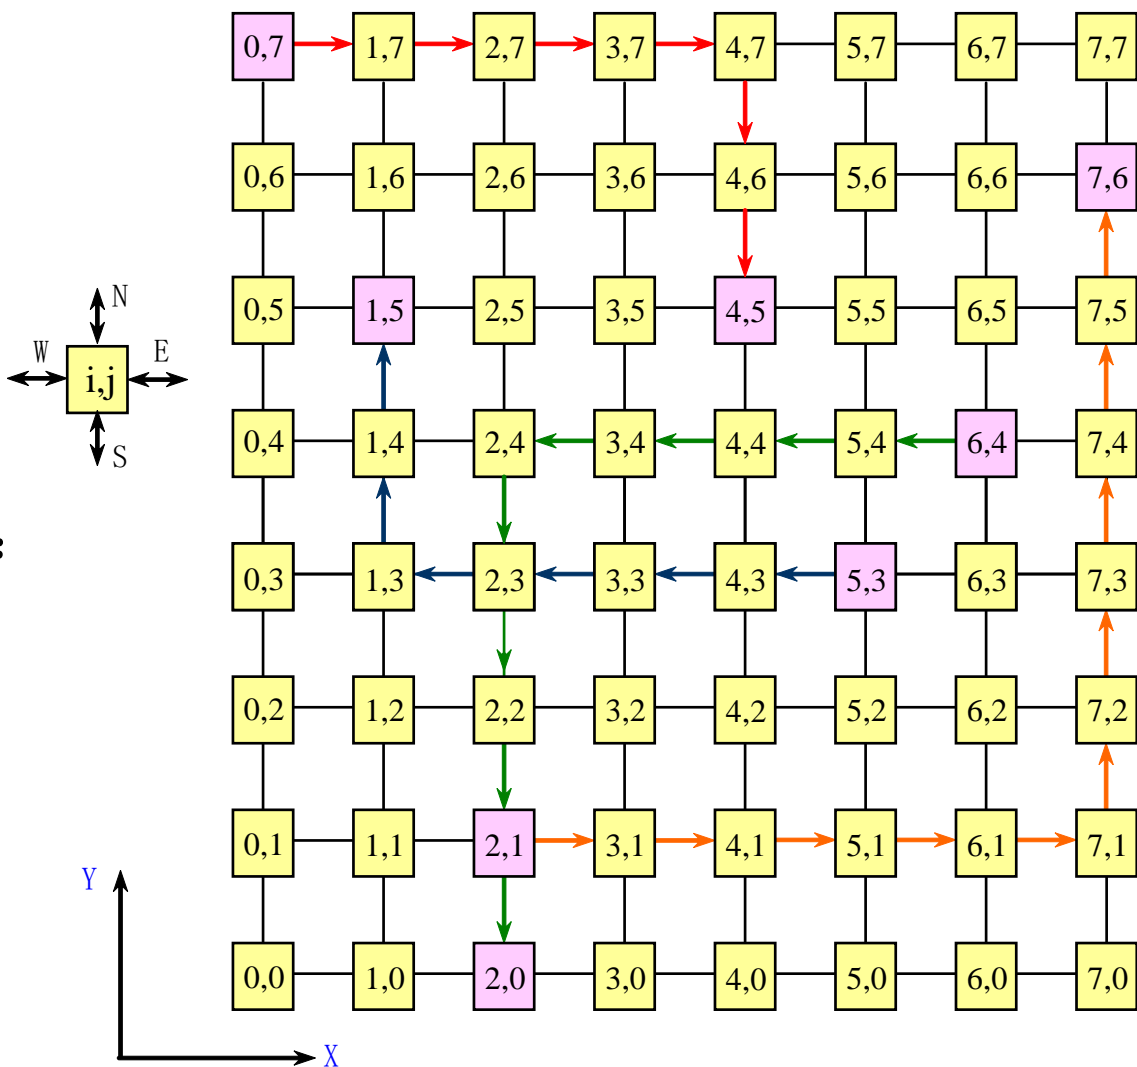 0,7 1,7 2,7 3,7 4,7 5,7 6,7 7,7
0,6 1,6 2,6 3,6 4,6 5,6 6,6 7,6
N
0,5 1,5 2,5 3,5 4,5 5,5 6,5 7,5
W E
i,j
S
0,4 1,4 2,4 3,4 4,4 5,4 6,4 7,4
:
0,3 1,3 2,3 3,3 4,3 5,3 6,3 7,3
0,2 1,2 2,2 3,2 4,2 5,2 6,2 7,2
0,1 1,1 2,1 3,1 4,1 5,1 6,1 7,1
Y
0,0 1,0 2,0 3,0 4,0 5,0 6,0 7,0
X